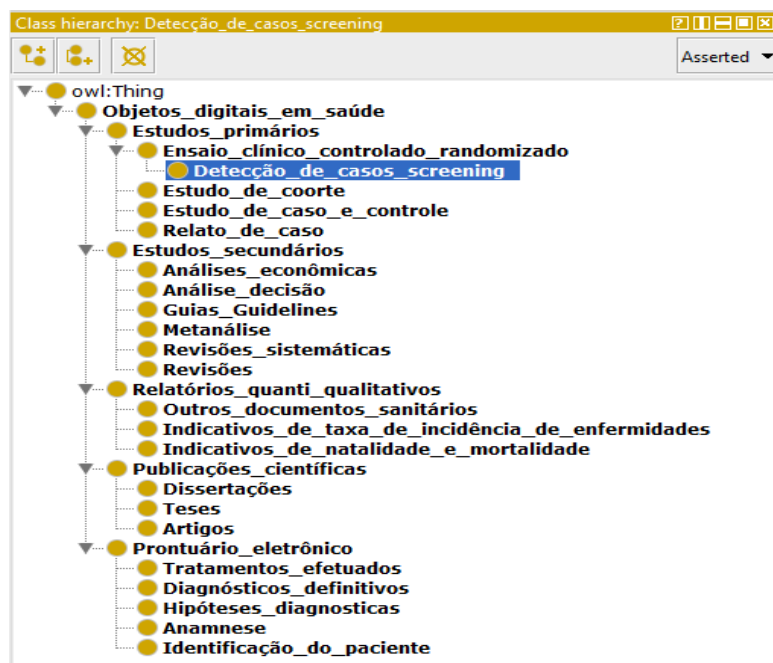 Class hierarchy: Detecção_de_casos_screening
Asserted
owl:Thing
Objetos_digitais_em_saúde
Estudos_primários
Ensaio_clínico_controlado_randomizado
Detecção_de_casos_screening
Estudo_de_coorte
Estudo_de_caso_e_controle
Relato_de_caso
Estudos_secundários
Análises_econômicas
Análise_decisão
Guias_Guidelines
Metanálise
Revisões_sistemáticas
Revisões
Relatórios_quanti_qualitativos
Outros_documentos_sanitários
Indicativos_de_taxa_de_incidência_de_enfermidades
Indicativos_de_natalidade_e_mortalidade
Publicações_científicas
Dissertações
Teses
Artigos
Prontuário_eletrônico
Tratamentos_efetuados
Diagnósticos_definitivos
Hipóteses_diagnosticas
Anamnese
Identificação_do_paciente